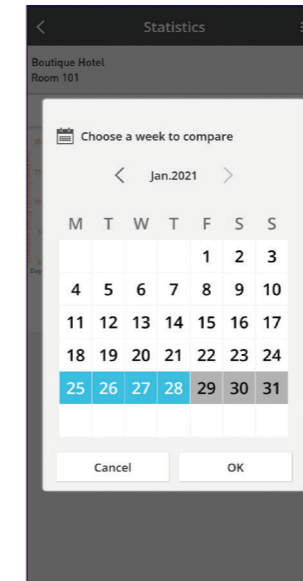 Statistics
Boutique Hotel
Room 101
Choose a week to compare
Jan.2021
M T W T F S S
1 2 3
4 5 6 7 8 9 10
11 12 13 14 15 16 17
18 19 20 21 22 23 24
25 26 27 28 29 30 31
Day
Cancel OK